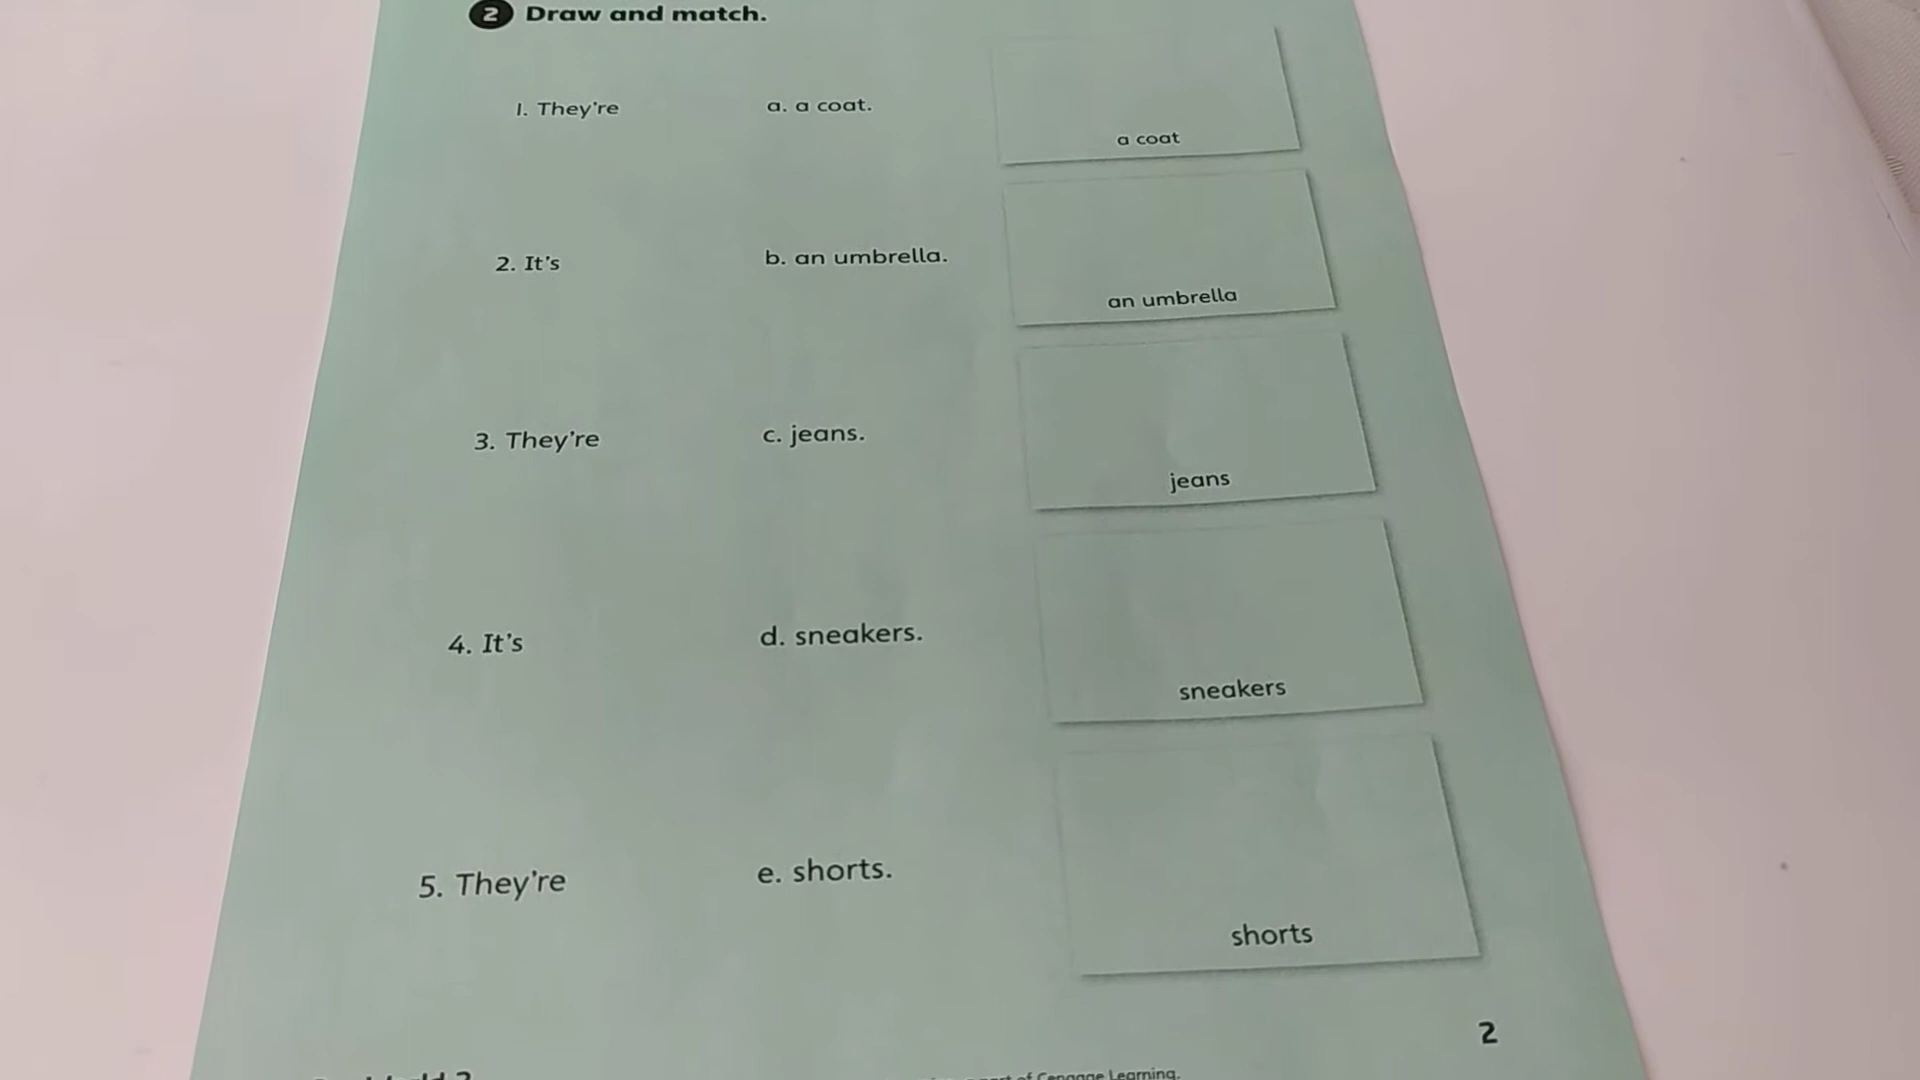 2 Draw and match.
1. They're
a. a coat.
a coat
2. It's
b. an umbrella.
an umbrella
3. They're
c. jeans.
jeans
4. It's
d. sneakers.
sneakers
5. They're
e. shorts.
shorts
2
of Cengage Learning.